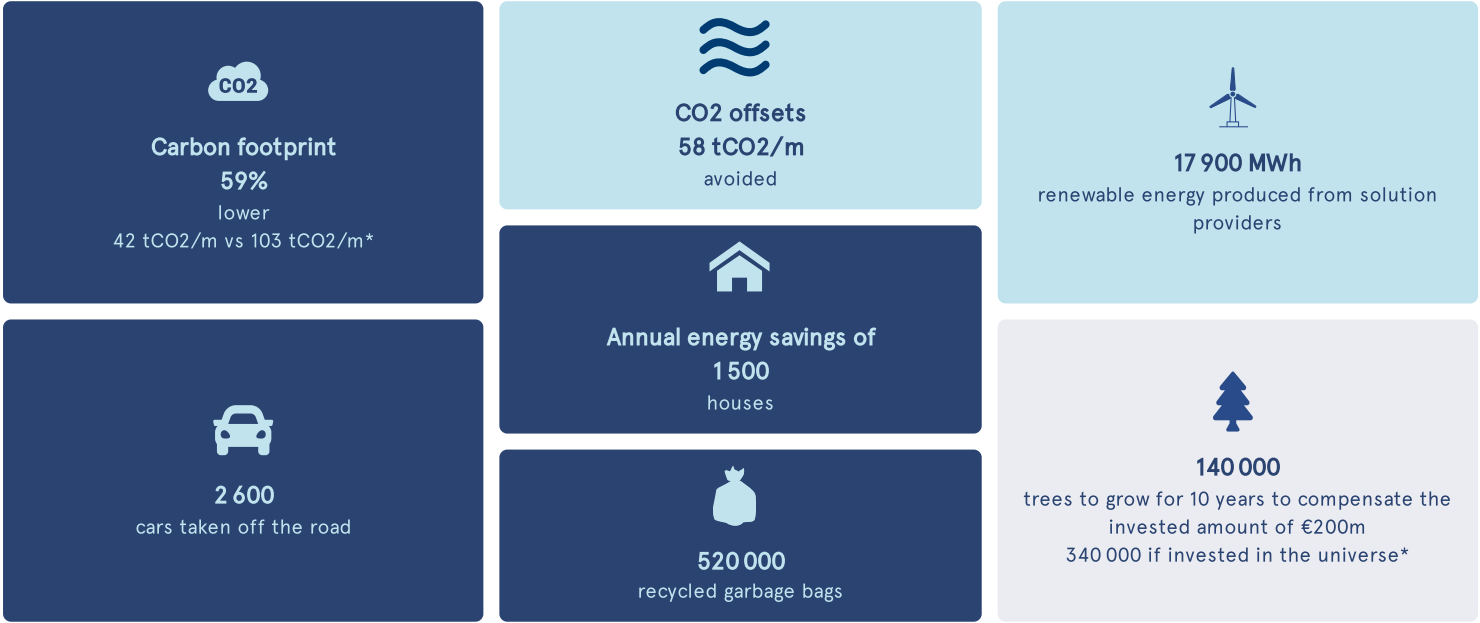 CO2
Carbon footprint
59%
lower
42 tCO2/m vs 103 tCO2/m*
2 600
cars taken off the road
CO2 offsets
58 tCO2/m
avoided
Annual energy savings of
1 500
houses
520 000
recycled garbage bags
17 900 MWh
renewable energy produced from solution
providers
140 000
trees to grow for 10 years to compensate the
invested amount of €200m
340 000 if invested in the universe*